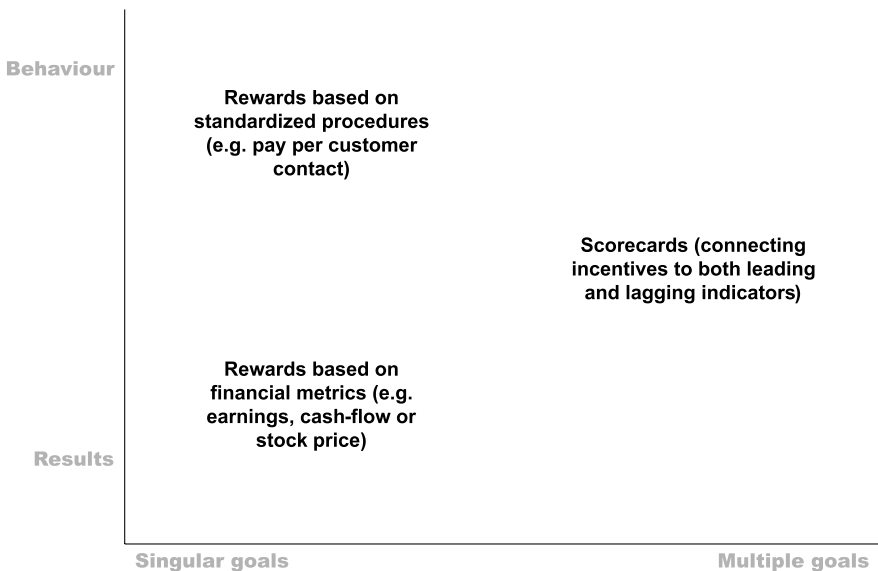 Behaviour
Rewards based on
standardized procedures
(e.g. pay per customer
contact)
Scorecards (connecting
incentives to both leading
and lagging indicators)
Rewards based on
financial metrics (e.g.
earnings, cash-flow or
stock price)
Results
Singular goals
Multiple goals